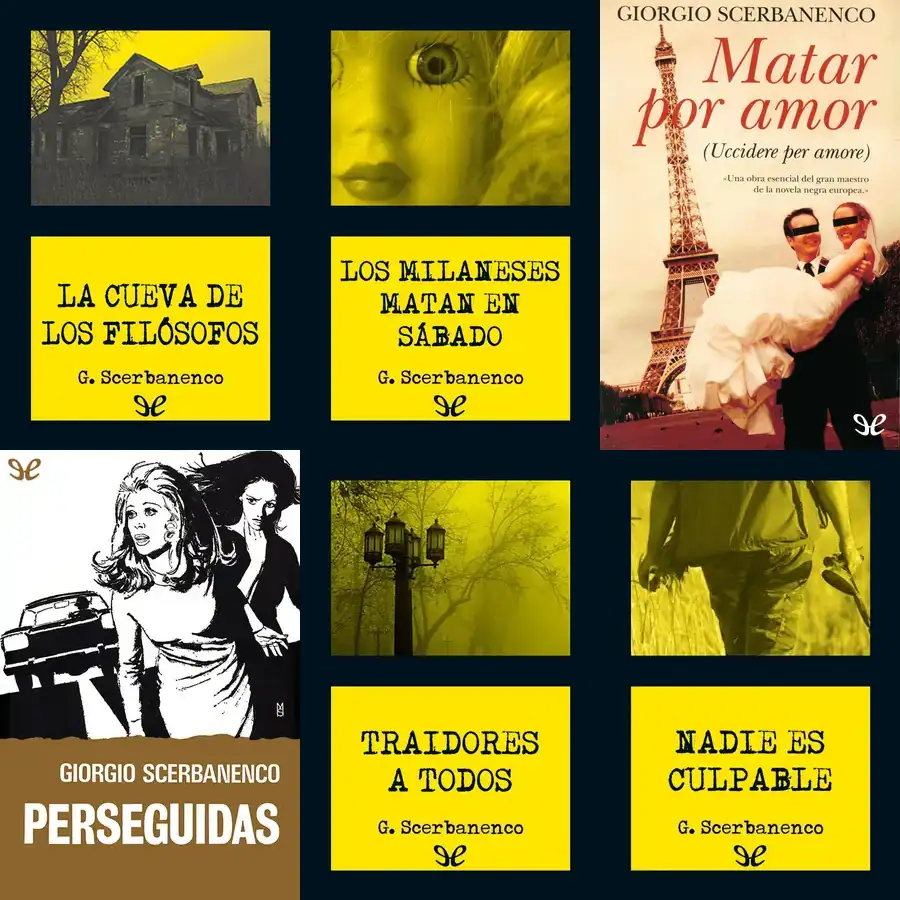 LA CUEVA DE
LOS FILÓSOFOS
G. Scerbanenco
LOS MILANESES
MATAN EN
SÁBADO
G. Scerbanenco
GIORGIO SCERBANENCO
Matar
por amor
(Uccidere per amore)
«Una obra esencial del gran maestro
de la novela negra europea.»
GIORGIO SCERBANENCO
PERSEGUIDAS
TRAIDORES
A TODOS
G. Scerbanenco
NADIE ES
CULPABLE
G. Scerbanenco